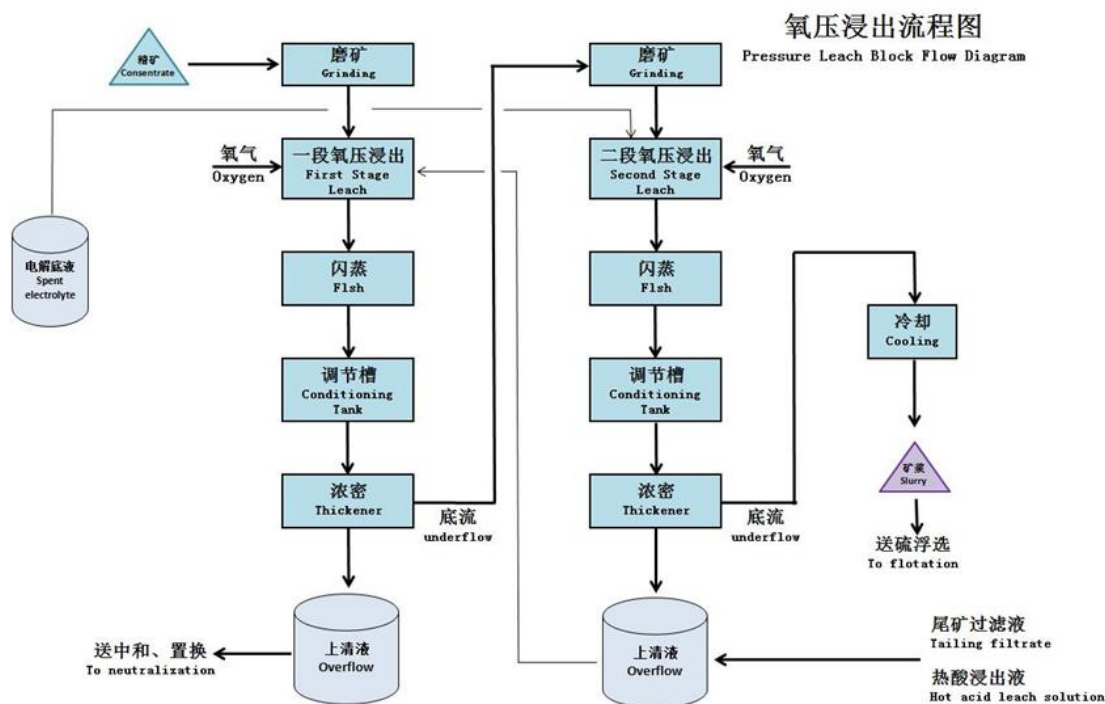 氧压浸出流程图
Pressure Leach Block Flow Diagram
精矿
Consentrate
磨矿
Grinding
磨矿
Grinding
氧气
Oxygen
一段氧压浸出
First Stage
Leach
二段氧压浸出
Second Stage
Leach
氧气
Oxygen
电解底液
Spent
electrolyte
闪蒸
Flsh
闪蒸
Flsh
冷却
Cooling
调节槽
Conditioning
Tank
调节槽
Conditioning
Tank
矿浆
Slurry
浓密
Thickener
底流
underflow
浓密
Thickener
底流
underflow
送硫浮选
To flotation
上清液
Overflow
上清液
Overflow
送中和、置换
To neutralization
尾矿过滤液
Tailing filtrate
热酸浸出液
Hot acid leach solution